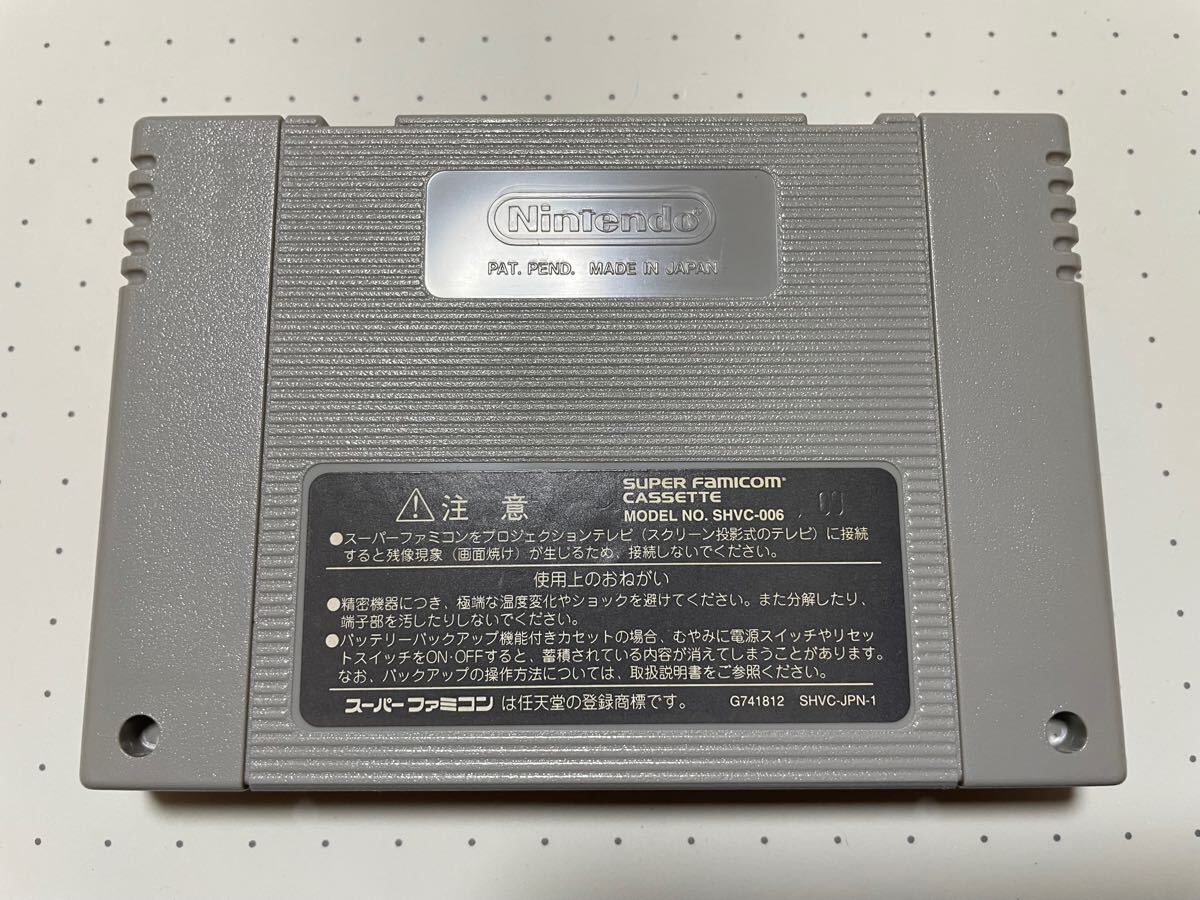 Nintendo®
PAT. PEND. MADE IN JAPAN
注意
SUPER FAMICOM®
CASSETTE
MODEL NO. SHVC-006
09
●スーパーファミコンをプロジェクションテレビ（スクリーン投影式のテレビ）に接続
すると残像現象（画面焼け）が生じるため、接続しないでください。
使用上のおねがい
●精密機器につき、極端な温度変化やショックを避けてください。また分解したり、
端子部を汚したりしないでください。
●バッテリーバックアップ機能付きカセットの場合、むやみに電源スイッチやリセッ
トスイッチをON·OFFすると、蓄積されている内容が消えてしまうことがあります。
なお、バックアップの操作方法については、取扱説明書をご参照ください。
スーパーファミコンは任天堂の登録商標です。 G741812 SHVC-JPN-1